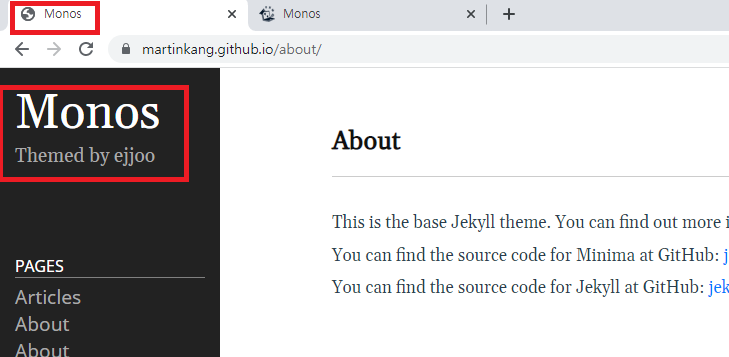 Monos
Monos
martinkang.github.io/about/
Monos
Themed by ejjoo
PAGES
Articles
About
About
About
This is the base Jekyll theme. You can find out more i
You can find the source code for Minima at GitHub: j
You can find the source code for Jekyll at GitHub: jek